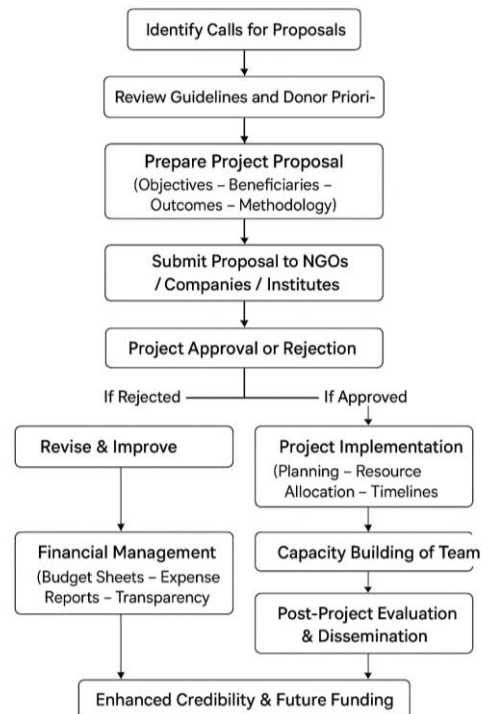 Identify Calls for Proposals
Review Guidelines and Donor Priori-
Prepare Project Proposal
(Objectives – Beneficiaries –
Outcomes – Methodology)
Submit Proposal to NGOs
/ Companies / Institutes
Project Approval or Rejection
If Rejected
If Approved
Revise & Improve
Project Implementation
(Planning – Resource
Allocation – Timelines
Financial Management
(Budget Sheets – Expense
Reports – Transparency
Capacity Building of Team
Post-Project Evaluation
& Dissemination
Enhanced Credibility & Future Funding